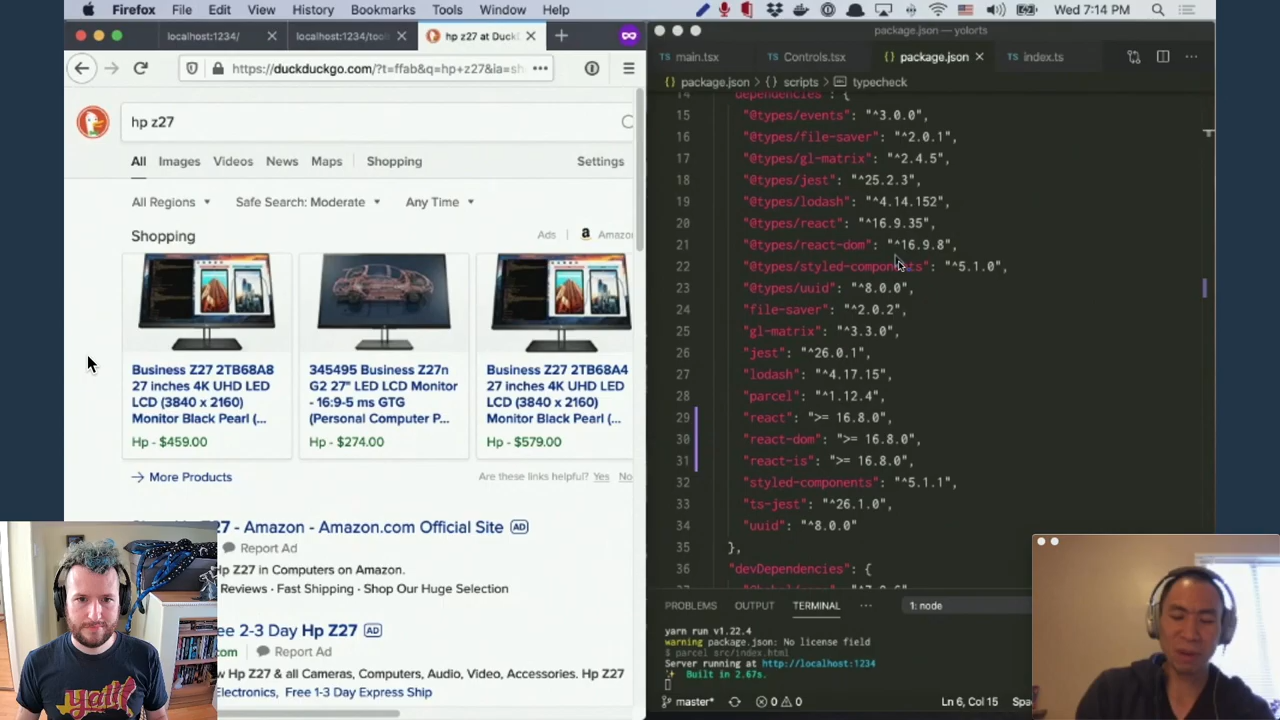 Firefox File Edit View History Bookmarks Tools Window Help
Wed 7:14 PM
localhost:1234/
localhost:1234/tools
hp z27 at Duck
https://duckduckgo.com/?t=ffab&q=hp+z27&ia=sh
hp z27
All Images Videos News Maps Shopping Settings
All Regions Safe Search: Moderate Any Time
Shopping
Ads
a Amazon
Business Z27 2TB68A8
27 inches 4K UHD LED
LCD (3840 x 2160)
Monitor Black Pearl (...
Hp - $459.00
345495 Business Z27n
G2 27" LED LCD Monitor
- 16:9-5 ms GTG
(Personal Computer P...
Hp - $274.00
Business Z27 2TB68A4
27 inches 4K UHD LED
LCD (3840 x 2160)
Monitor Black Pearl (...
Hp - $579.00
→ More Products
Are these links helpful? Yes No
Z27 - Amazon - Amazon.com Official Site AD
Report Ad
Hp Z27 in Computers on Amazon.
Reviews - Fast Shipping - Shop Our Huge Selection
ee 2-3 Day Hp Z27 AD
com Report Ad
w Hp Z27 & all Cameras, Computers, Audio, Video, Accessories. Hp Z27
Electronics, Free 1-3 Day Express Ship
package.json — yolorts
main.tsx
Controls.tsx
package.json
index.ts
package.json > {} scripts > typecheck
14 "dependencies": {
15 "@types/events": "^3.0.0",
16 "@types/file-saver": "^2.0.1",
17 "@types/gl-matrix": "^2.4.5",
18 "@types/jest": "^25.2.3",
19 "@types/lodash": "^4.14.152",
20 "@types/react": "^16.9.35",
21 "@types/react-dom": "^16.9.8",
22 "@types/styled-components": "^5.1.0",
23 "@types/uuid": "^8.0.0",
24 "file-saver": "^2.0.2",
25 "gl-matrix": "^3.3.0",
26 "jest": "^26.0.1",
27 "lodash": "^4.17.15",
28 "parcel": "^1.12.4",
29 "react": ">= 16.8.0",
30 "react-dom": ">= 16.8.0",
31 "react-is": ">= 16.8.0",
32 "styled-components": "^5.1.1",
33 "ts-jest": "^26.1.0",
34 "uuid": "^8.0.0"
35 },
36 "devDependencies": {
PROBLEMS OUTPUT TERMINAL ··· 1: node
yarn run v1.22.4
warning package.json: No license field
$ parcel src/index.html
Server running at http://localhost:1234
Built in 2.67s.
master* 0 0 Ln 6, Col 15 Spa